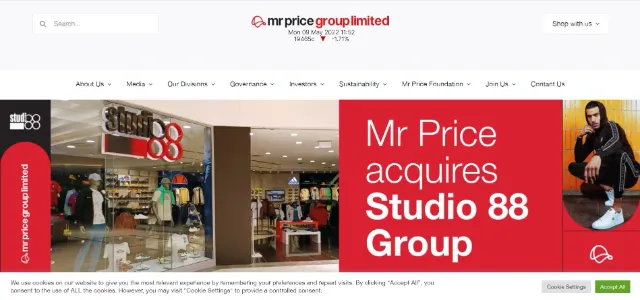 Search...
mr price group limited
Mon 09 May 2022 11:52
19.665c ▼ -1.71%
Shop with us
About Us Media Our Divisions Governance Investors Sustainability Mr Price Foundation Join Us Contact Us
studio 88
mr price group limited
studio 88
Mr Price
acquires
Studio 88
Group
We use cookies on our website to give you the most relevant experience by remembering your preferences and repeat visits. By clicking "Accept All", you
consent to the use of ALL the cookies. However, you may visit "Cookie Settings" to provide a controlled consent.
Cookie Settings
Accept All